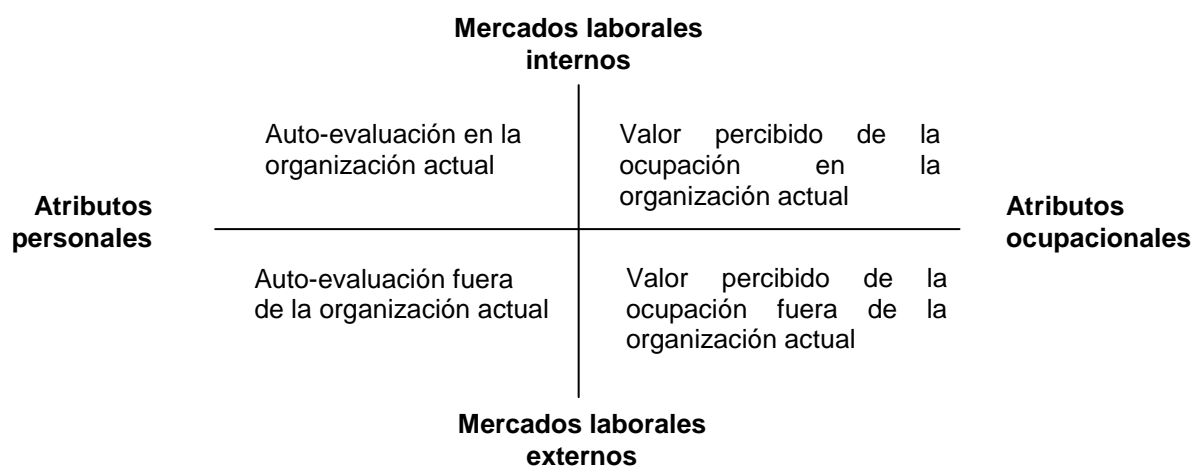 Mercados laborales
internos
Auto-evaluación en la
organización actual
Valor percibido de la
ocupación en la
organización actual
Atributos
personales
Atributos
ocupacionales
Auto-evaluación fuera
de la organización actual
Valor percibido de la
ocupación fuera de la
organización actual
Mercados laborales
externos